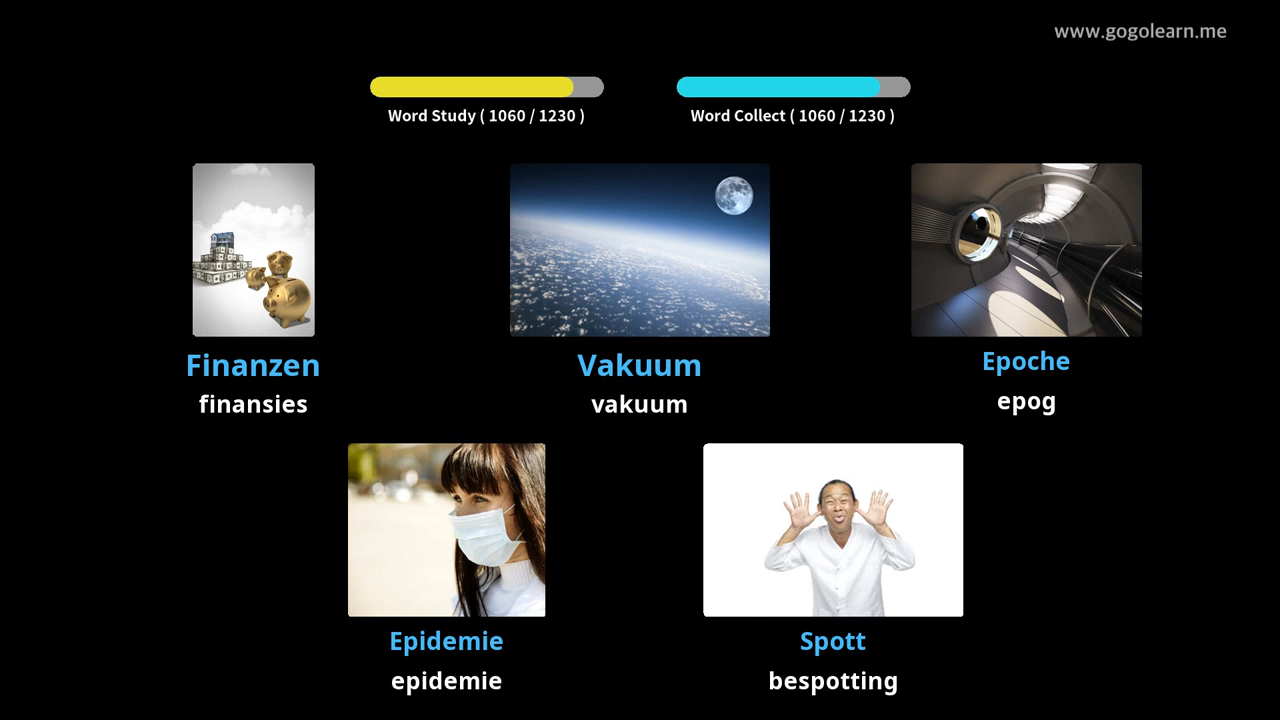 www.gogolearn.me
Word Study ( 1060 / 1230 )
Word Collect ( 1060 / 1230 )
Finanzen
finansies
Vakuum
vakuum
Epoche
epog
Epidemie
epidemie
Spott
bespotting